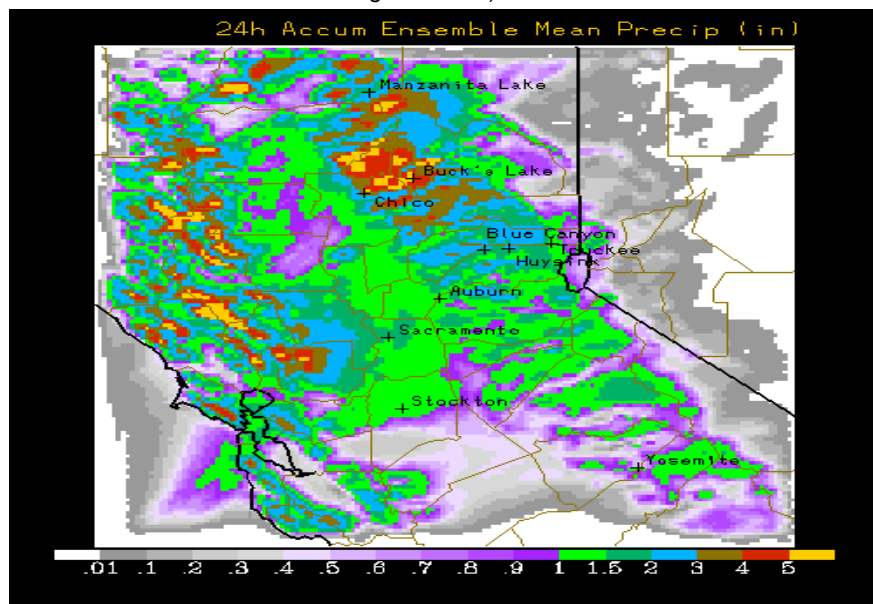 24h Accum Ensemble Mean Precip (in)
Manzanita Lake
Buck's Lake
Chico
Blue Canyon
Truckee
Huysink
Auburn
Sacramento
Stockton
Yosemite
.01 .1 .2 .3 .4 .5 .6 .7 .8 .9 1 1.5 2 3 4 5